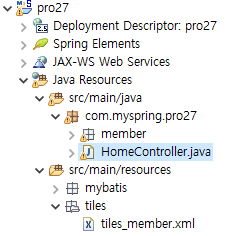 pro27
Deployment Descriptor: pro27
Spring Elements
JAX-WS Web Services
Java Resources
src/main/java
com.myspring.pro27
member
HomeController.java
src/main/resources
mybatis
tiles
tiles_member.xml